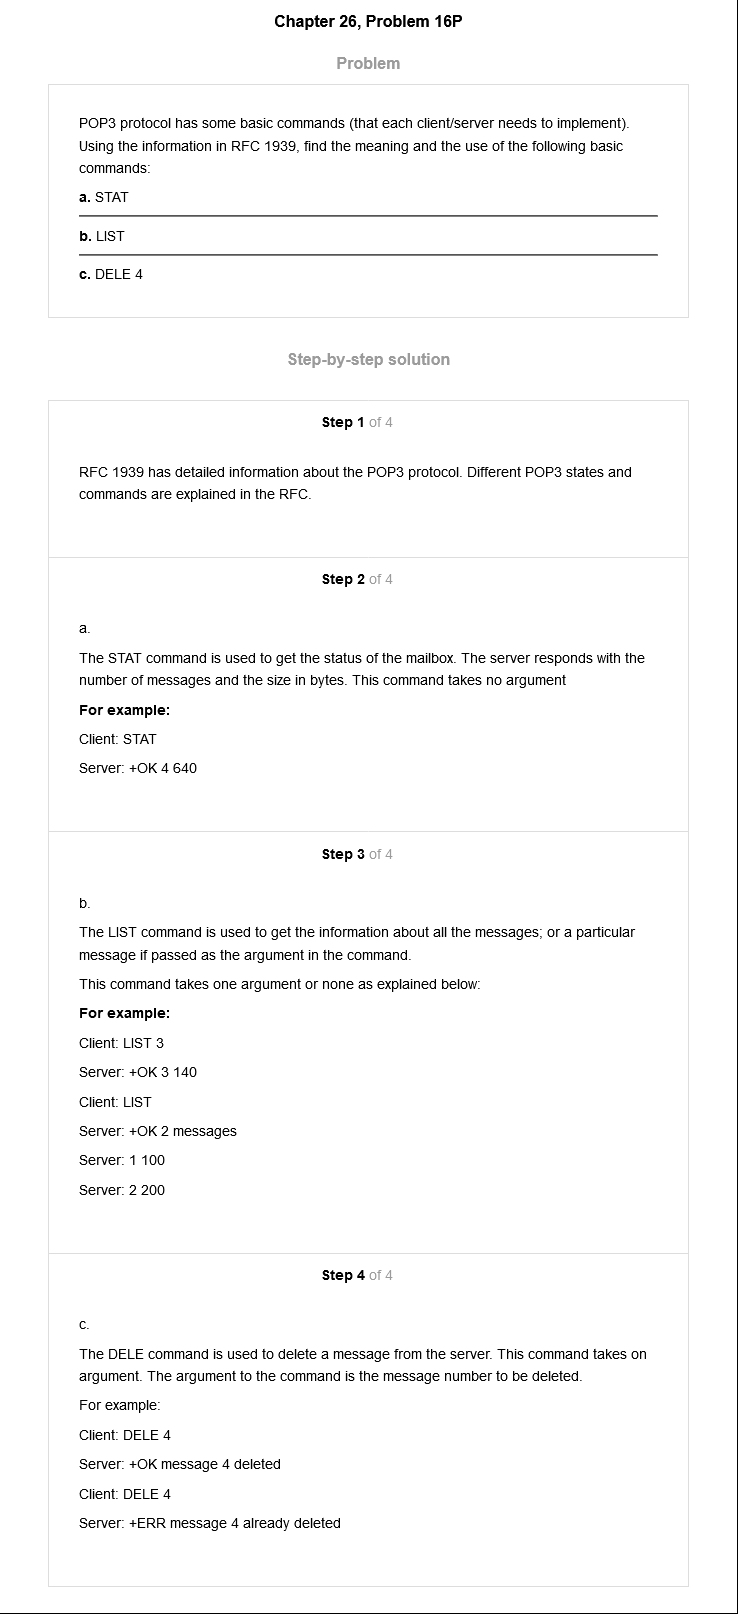 Chapter 26, Problem 16P
Problem
POP3 protocol has some basic commands (that each client/server needs to implement).
Using the information in RFC 1939, find the meaning and the use of the following basic
commands:
a. STAT
b. LIST
c. DELE 4
Step-by-step solution
Step 1 of 4
RFC 1939 has detailed information about the POP3 protocol. Different POP3 states and
commands are explained in the RFC.
Step 2 of 4
a.
The STAT command is used to get the status of the mailbox. The server responds with the
number of messages and the size in bytes. This command takes no argument
For example:
Client: STAT
Server: +OK 4 640
Step 3 of 4
b.
The LIST command is used to get the information about all the messages; or a particular
message if passed as the argument in the command.
This command takes one argument or none as explained below:
For example:
Client: LIST 3
Server: +OK 3 140
Client: LIST
Server: +OK 2 messages
Server: 1 100
Server: 2 200
Step 4 of 4
c.
The DELE command is used to delete a message from the server. This command takes on
argument. The argument to the command is the message number to be deleted.
For example:
Client: DELE 4
Server: +OK message 4 deleted
Client: DELE 4
Server: +ERR message 4 already deleted